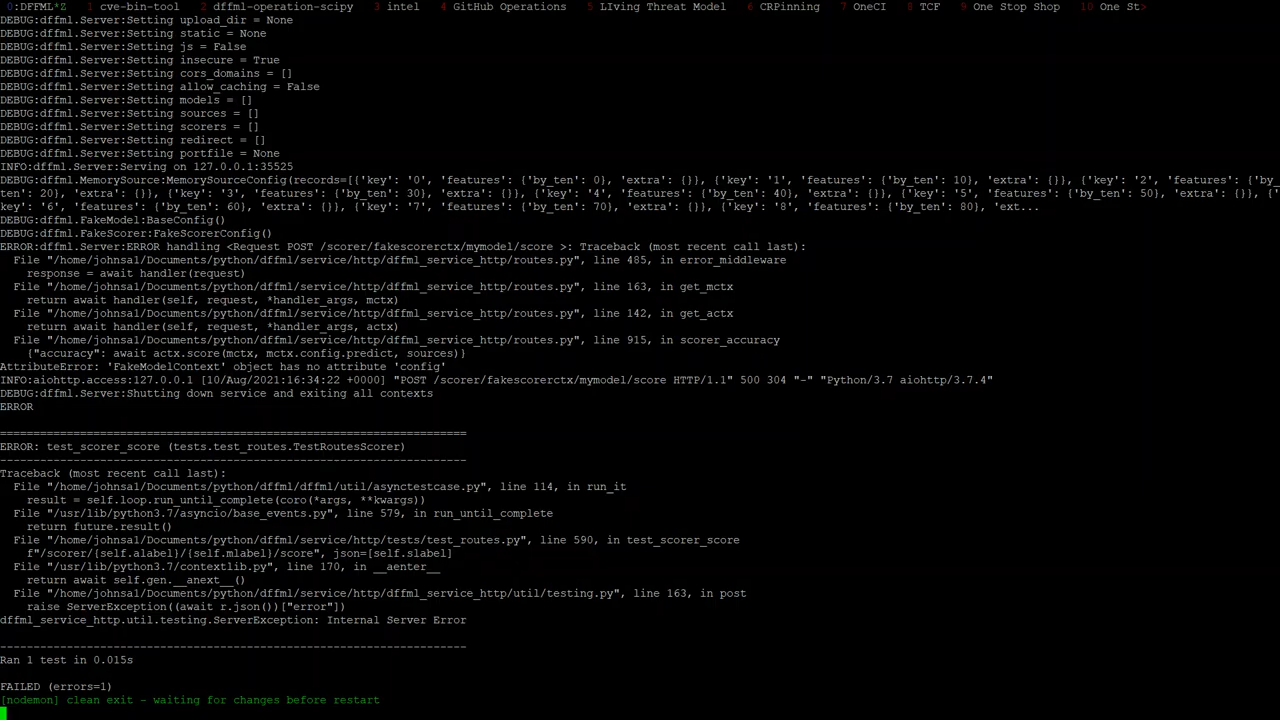 0:DFFML*Z  1 cve-bin-tool  2 dffml-operation-scipy  3 intel  4 GitHub Operations  5 LIving Threat Model  6 CRPinning  7 OneCI  8 TCF  9 One Stop Shop  10 One St>
DEBUG:dffml.Server:Setting upload_dir = None
DEBUG:dffml.Server:Setting static = None
DEBUG:dffml.Server:Setting js = False
DEBUG:dffml.Server:Setting insecure = True
DEBUG:dffml.Server:Setting cors_domains = []
DEBUG:dffml.Server:Setting allow_caching = False
DEBUG:dffml.Server:Setting models = []
DEBUG:dffml.Server:Setting sources = []
DEBUG:dffml.Server:Setting scorers = []
DEBUG:dffml.Server:Setting redirect = []
DEBUG:dffml.Server:Setting portfile = None
INFO:dffml.Server:Serving on 127.0.0.1:35525
DEBUG:dffml.MemorySource:MemorySourceConfig(records=[{'key': '0', 'features': {'by_ten': 0}, 'extra': {}}, {'key': '1', 'features': {'by_ten': 10}, 'extra': {}}, {'key': '2', 'features': {'by_
ten': 20}, 'extra': {}}, {'key': '3', 'features': {'by_ten': 30}, 'extra': {}}, {'key': '4', 'features': {'by_ten': 40}, 'extra': {}}, {'key': '5', 'features': {'by_ten': 50}, 'extra': {}}, {'
key': '6', 'features': {'by_ten': 60}, 'extra': {}}, {'key': '7', 'features': {'by_ten': 70}, 'extra': {}}, {'key': '8', 'features': {'by_ten': 80}, 'ext...
DEBUG:dffml.FakeModel:BaseConfig()
DEBUG:dffml.FakeScorer:FakeScorerConfig()
ERROR:dffml.Server:ERROR handling <Request POST /scorer/fakescorerctx/mymodel/score >: Traceback (most recent call last):
  File "/home/johnsa1/Documents/python/dffml/service/http/dffml_service_http/routes.py", line 485, in error_middleware
    response = await handler(request)
  File "/home/johnsa1/Documents/python/dffml/service/http/dffml_service_http/routes.py", line 163, in get_mctx
    return await handler(self, request, *handler_args, mctx)
  File "/home/johnsa1/Documents/python/dffml/service/http/dffml_service_http/routes.py", line 142, in get_actx
    return await handler(self, request, *handler_args, actx)
  File "/home/johnsa1/Documents/python/dffml/service/http/dffml_service_http/routes.py", line 915, in scorer_accuracy
    {"accuracy": await actx.score(mctx, mctx.config.predict, sources)}
AttributeError: 'FakeModelContext' object has no attribute 'config'
INFO:aiohttp.access:127.0.0.1 [10/Aug/2021:16:34:22 +0000] "POST /scorer/fakescorerctx/mymodel/score HTTP/1.1" 500 304 "-" "Python/3.7 aiohttp/3.7.4"
DEBUG:dffml.Server:Shutting down service and exiting all contexts
ERROR
======================================================================
ERROR: test_scorer_score (tests.test_routes.TestRoutesScorer)
----------------------------------------------------------------------
Traceback (most recent call last):
  File "/home/johnsa1/Documents/python/dffml/dffml/util/asynctestcase.py", line 114, in run_it
    result = self.loop.run_until_complete(coro(*args, **kwargs))
  File "/usr/lib/python3.7/asyncio/base_events.py", line 579, in run_until_complete
    return future.result()
  File "/home/johnsa1/Documents/python/dffml/service/http/tests/test_routes.py", line 590, in test_scorer_score
    f"/scorer/{self.alabel}/{self.mlabel}/score", json=[self.slabel]
  File "/usr/lib/python3.7/contextlib.py", line 170, in __aenter__
    return await self.gen.__anext__()
  File "/home/johnsa1/Documents/python/dffml/service/http/dffml_service_http/util/testing.py", line 163, in post
    raise ServerException((await r.json())["error"])
dffml_service_http.util.testing.ServerException: Internal Server Error
----------------------------------------------------------------------
Ran 1 test in 0.015s
FAILED (errors=1)
[nodemon] clean exit - waiting for changes before restart